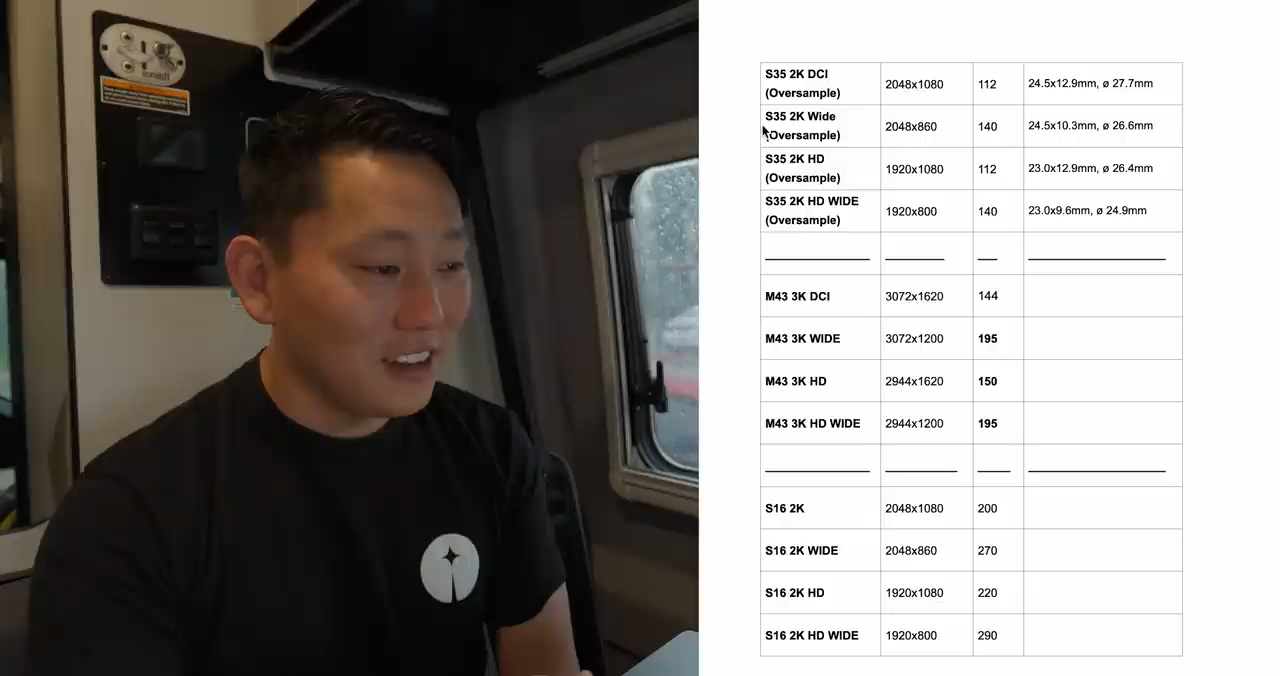 S35 2K DCI
(Oversample)
2048x1080
112
24.5x12.9mm, ø 27.7mm
S35 2K Wide
(Oversample)
2048x860
140
24.5x10.3mm, ø 26.6mm
S35 2K HD
(Oversample)
1920x1080
112
23.0x12.9mm, ø 26.4mm
S35 2K HD WIDE
(Oversample)
1920x800
140
23.0x9.6mm, ø 24.9mm
M43 3K DCI
3072x1620
144
M43 3K WIDE
3072x1200
195
M43 3K HD
2944x1620
150
M43 3K HD WIDE
2944x1200
195
S16 2K
2048x1080
200
S16 2K WIDE
2048x860
270
S16 2K HD
1920x1080
220
S16 2K HD WIDE
1920x800
290